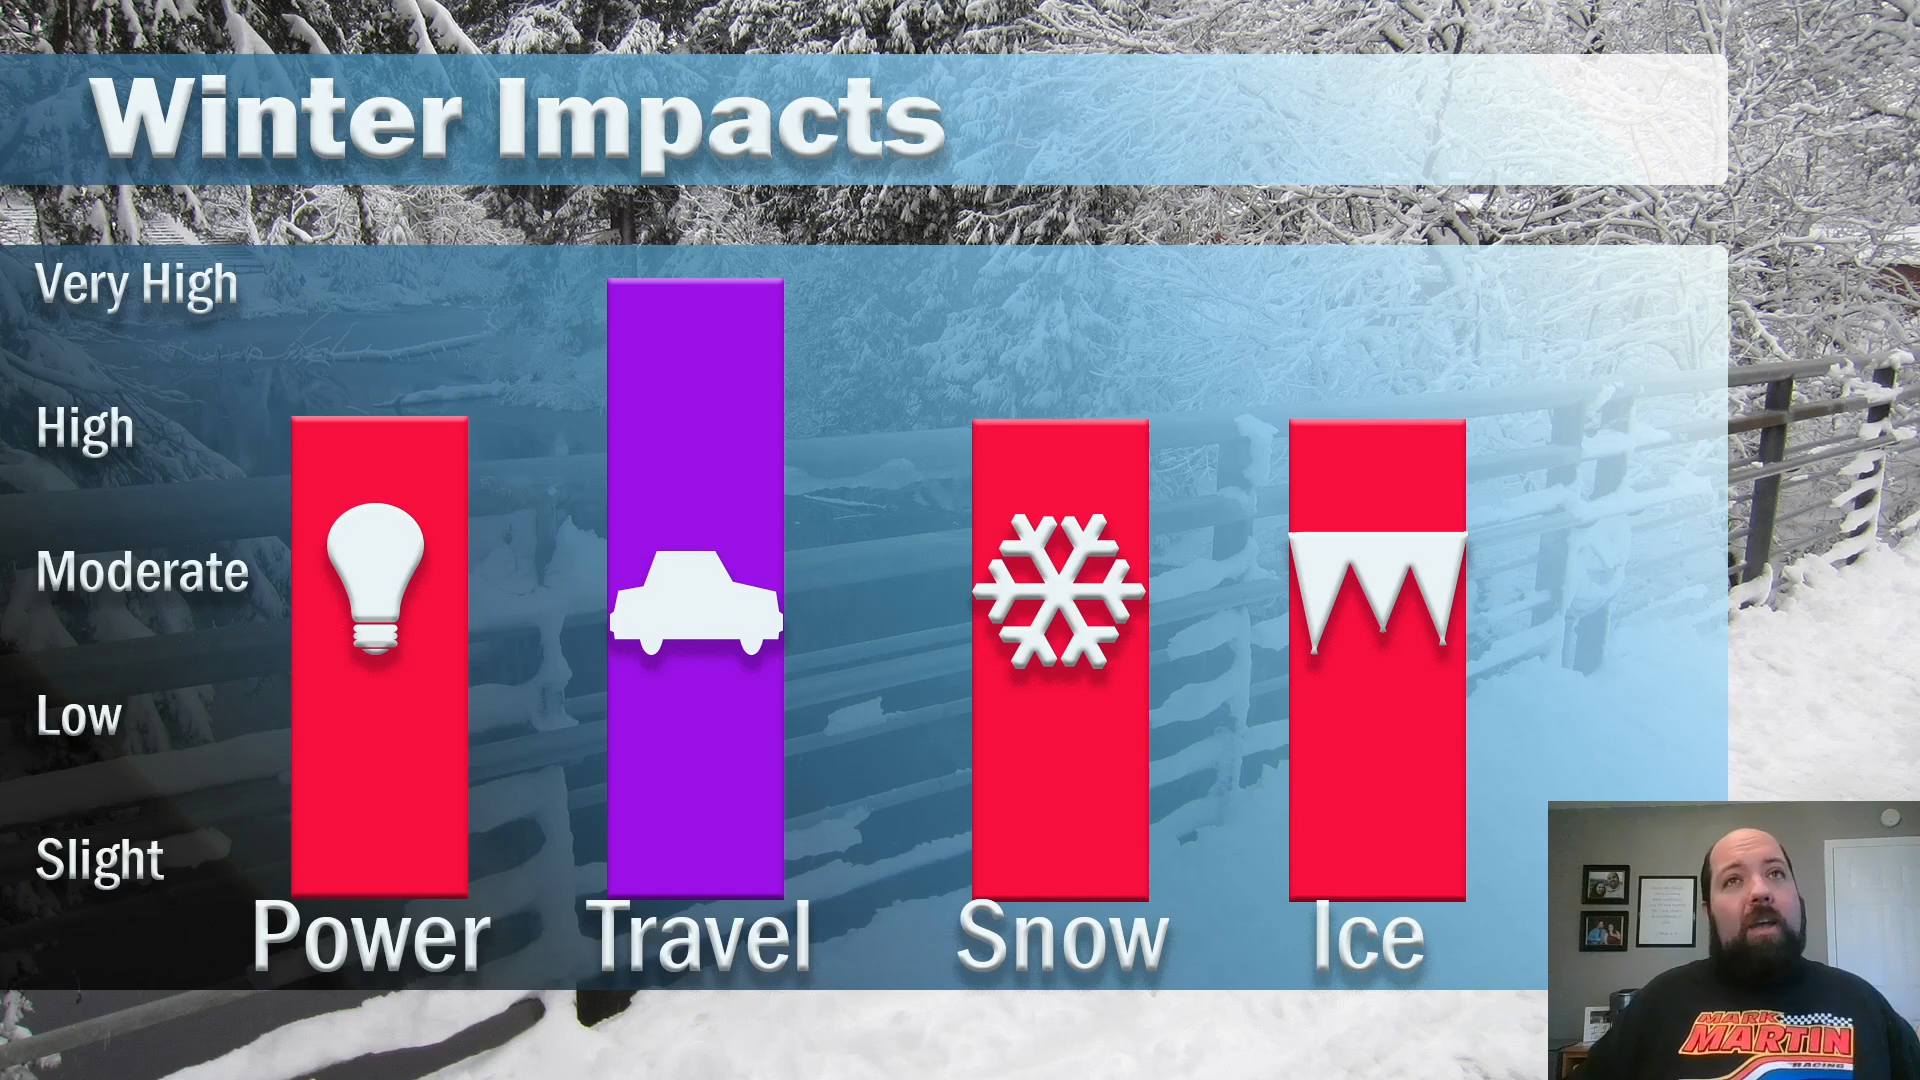 Winter Impacts
Very High
High
Moderate
Low
Slight
Power
Travel
Snow
Ice
MARK
MARTIN
RACING